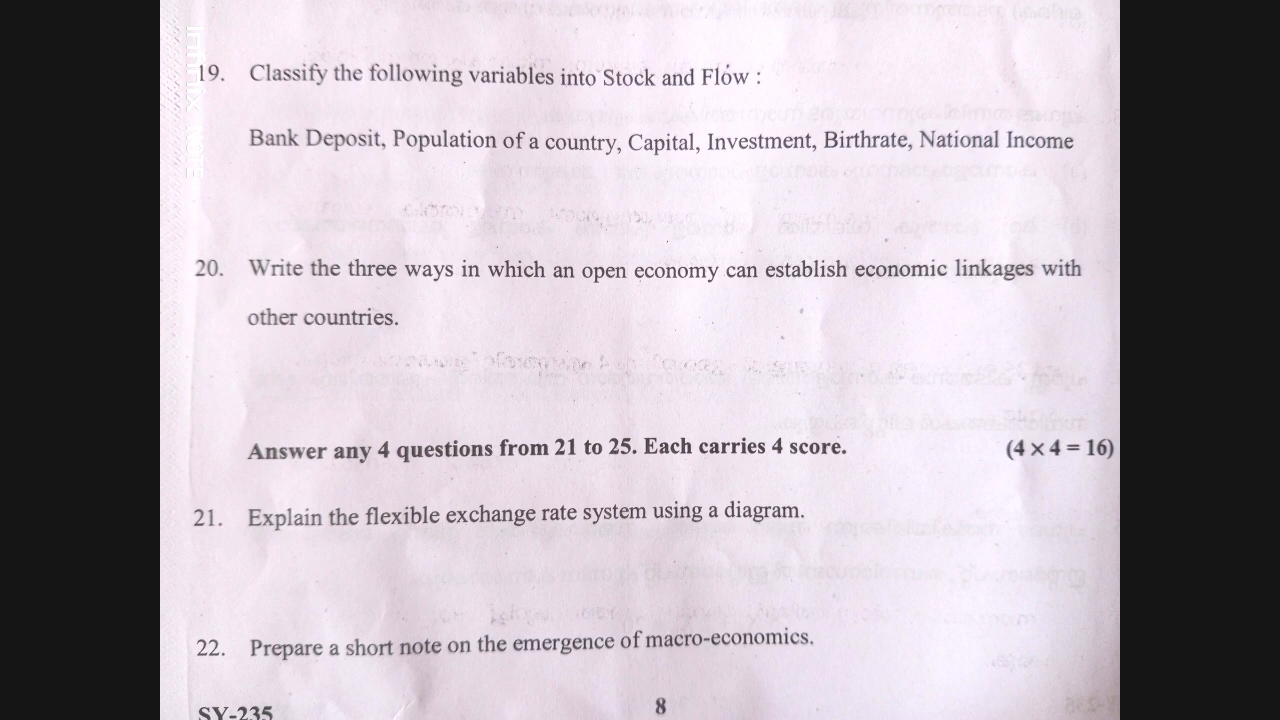 19. Classify the following variables into Stock and Flow :
Bank Deposit, Population of a country, Capital, Investment, Birthrate, National Income
20. Write the three ways in which an open economy can establish economic linkages with
other countries.
Answer any 4 questions from 21 to 25. Each carries 4 score. (4 × 4 = 16)
21. Explain the flexible exchange rate system using a diagram.
22. Prepare a short note on the emergence of macro-economics.
SY-235 8